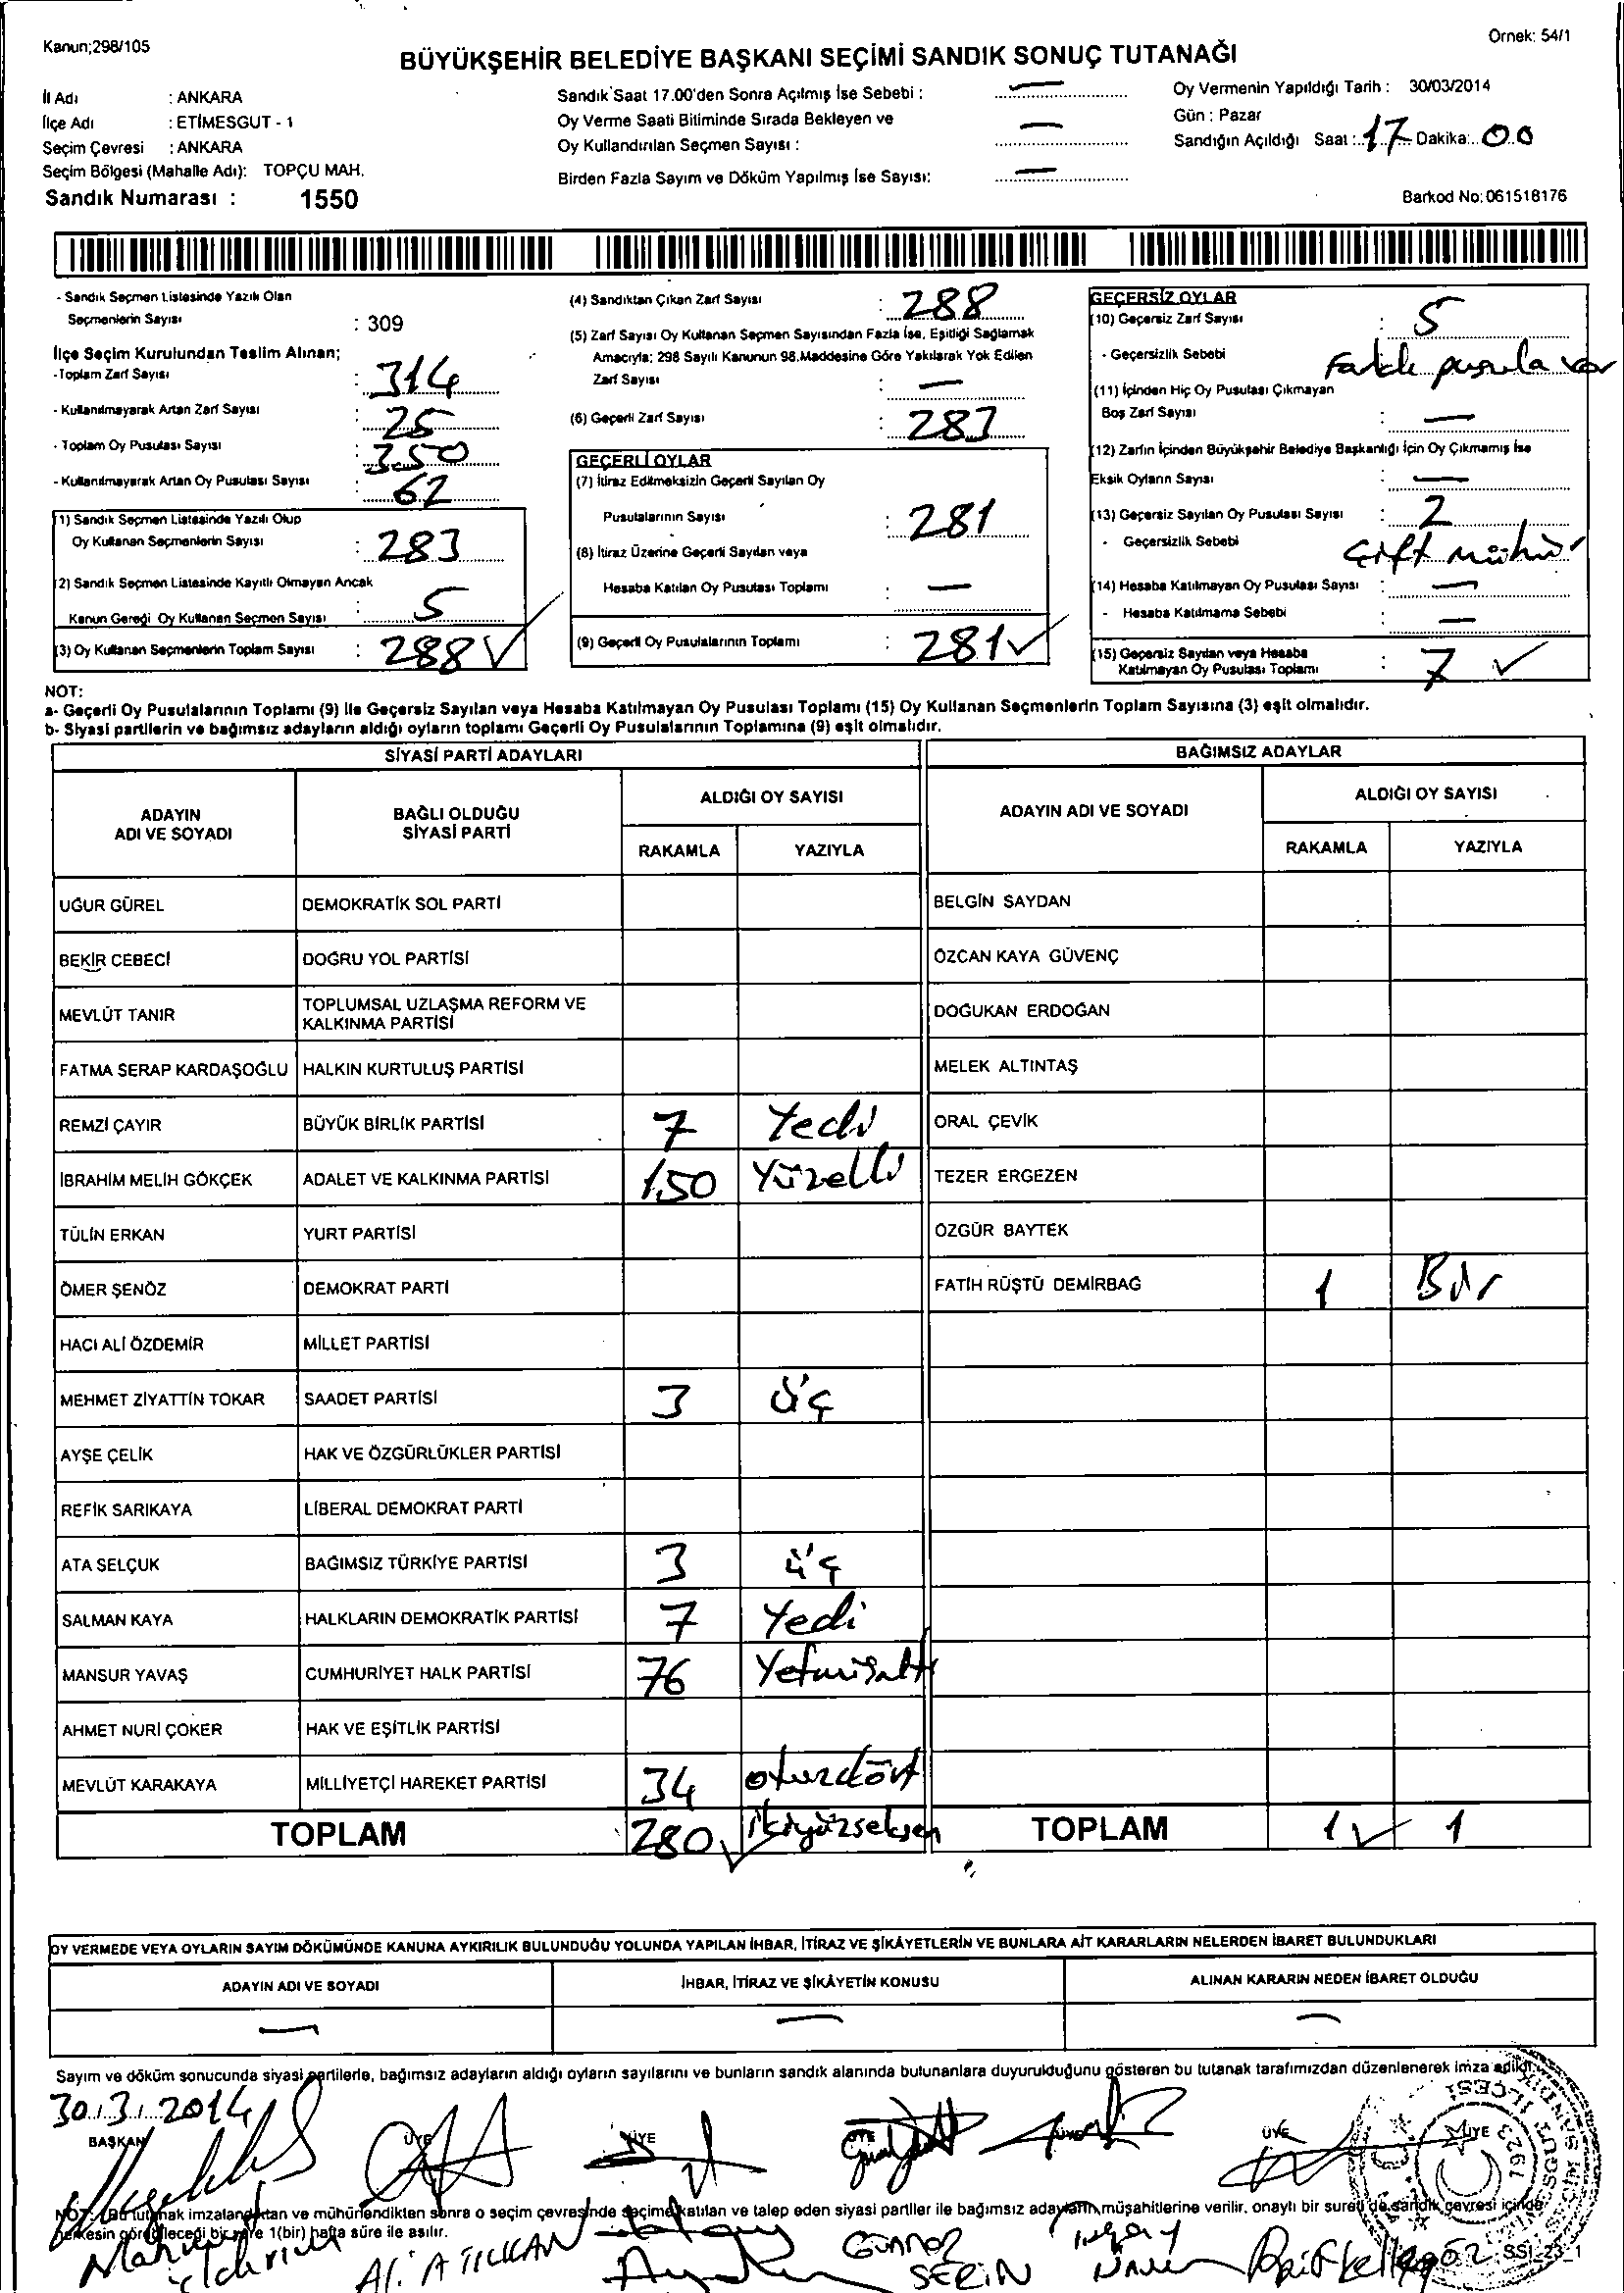 Kanun;298/105
Örnek: 54/1
BÜYÜKŞEHİR BELEDİYE BAŞKANI SEÇİMİ SANDIK SONUÇ TUTANAĞI
İl Adı : ANKARA
İlçe Adı : ETİMESGUT - 1
Seçim Çevresi : ANKARA
Seçim Bölgesi (Mahalle Adı): TOPÇU MAH.
Sandık Numarası : 1550
Sandık Saat 17.00'den Sonra Açılmış İse Sebebi : —
Oy Verme Saati Bitiminde Sırada Bekleyen ve
Oy Kullandırılan Seçmen Sayısı : —
Birden Fazla Sayım ve Döküm Yapılmış İse Sayısı: —
Oy Vermenin Yapıldığı Tarih : 30/03/2014
Gün : Pazar
Sandığın Açıldığı Saat : 17 Dakika: 00
Barkod No: 061518176
- Sandık Seçmen Listesinde Yazılı Olan
Seçmenlerin Sayısı : 309
İlçe Seçim Kurulundan Teslim Alınan;
- Toplam Zarf Sayısı : 314
- Kullanılmayarak Artan Zarf Sayısı : 25
- Toplam Oy Pusulası Sayısı : 350
- Kullanılmayarak Artan Oy Pusulası Sayısı : 62
(1) Sandık Seçmen Listesinde Yazılı Olup
Oy Kullanan Seçmenlerin Sayısı : 283
(2) Sandık Seçmen Listesinde Kayıtlı Olmayan Ancak
Kanun Gereği Oy Kullanan Seçmen Sayısı : 5
(3) Oy Kullanan Seçmenlerin Toplam Sayısı : 288 ✓
(4) Sandıktan Çıkan Zarf Sayısı : 288
(5) Zarf Sayısı Oy Kullanan Seçmen Sayısından Fazla İse, Eşitliği Sağlamak
Amacıyla; 298 Sayılı Kanunun 98.Maddesine Göre Yakılarak Yok Edilen
Zarf Sayısı : —
(6) Geçerli Zarf Sayısı : 283
GEÇERLİ OYLAR
(7) İtiraz Edilmeksizin Geçerli Sayılan Oy
Pusulalarının Sayısı : 281
(8) İtiraz Üzerine Geçerli Sayılan veya
Hesaba Katılan Oy Pusulası Toplamı : —
(9) Geçerli Oy Pusulalarının Toplamı : 281 ✓
GEÇERSİZ OYLAR
(10) Geçersiz Zarf Sayısı : 5
- Geçersizlik Sebebi Farklı pusula var
(11) İçinden Hiç Oy Pusulası Çıkmayan
Boş Zarf Sayısı : —
(12) Zarfın İçinden Büyükşehir Belediye Başkanlığı İçin Oy Çıkmamış İse
Eksik Oyların Sayısı : —
(13) Geçersiz Sayılan Oy Pusulası Sayısı : 2
- Geçersizlik Sebebi Çift mühür
(14) Hesaba Katılmayan Oy Pusulası Sayısı : —
- Hesaba Katılmama Sebebi : —
(15) Geçersiz Sayılan veya Hesaba
Katılmayan Oy Pusulası Toplamı : 7 ✓
NOT:
a- Geçerli Oy Pusulalarının Toplamı (9) ile Geçersiz Sayılan veya Hesaba Katılmayan Oy Pusulası Toplamı (15) Oy Kullanan Seçmenlerin Toplam Sayısına (3) eşit olmalıdır.
b- Siyasi partilerin ve bağımsız adayların aldığı oyların toplamı Geçerli Oy Pusulalarının Toplamına (9) eşit olmalıdır.
SİYASİ PARTİ ADAYLARI BAĞIMSIZ ADAYLAR
ADAYIN
ADI VE SOYADI
BAĞLI OLDUĞU
SİYASİ PARTİ
ALDIĞI OY SAYISI
RAKAMLA YAZIYLA
ADAYIN ADI VE SOYADI
ALDIĞI OY SAYISI
RAKAMLA YAZIYLA
UĞUR GÜREL DEMOKRATİK SOL PARTİ BELGİN SAYDAN
BEKİR CEBECİ DOĞRU YOL PARTİSİ ÖZCAN KAYA GÜVENÇ
MEVLÜT TANIR TOPLUMSAL UZLAŞMA REFORM VE
KALKINMA PARTİSİ DOĞUKAN ERDOĞAN
FATMA SERAP KARDAŞOĞLU HALKIN KURTULUŞ PARTİSİ MELEK ALTINTAŞ
REMZİ ÇAYIR BÜYÜK BİRLİK PARTİSİ 7 Yedi ORAL ÇEVİK
İBRAHİM MELİH GÖKÇEK ADALET VE KALKINMA PARTİSİ 150 Yüzelli TEZER ERGEZEN
TÜLİN ERKAN YURT PARTİSİ ÖZGÜR BAYTEK
ÖMER ŞENÖZ DEMOKRAT PARTİ FATİH RÜŞTÜ DEMİRBAĞ 1 Bir
HACI ALİ ÖZDEMİR MİLLET PARTİSİ
MEHMET ZİYATTİN TOKAR SAADET PARTİSİ 3 üç
AYŞE ÇELİK HAK VE ÖZGÜRLÜKLER PARTİSİ
REFİK SARIKAYA LİBERAL DEMOKRAT PARTİ
ATA SELÇUK BAĞIMSIZ TÜRKİYE PARTİSİ 3 üç
SALMAN KAYA HALKLARIN DEMOKRATİK PARTİSİ 7 Yedi
MANSUR YAVAŞ CUMHURİYET HALK PARTİSİ 76 Yetmişaltı
AHMET NURİ ÇOKER HAK VE EŞİTLİK PARTİSİ
MEVLÜT KARAKAYA MİLLİYETÇİ HAREKET PARTİSİ 34 otuzdört
TOPLAM 280 ✓ ikiyüzseksen TOPLAM 1 ✓ 1
OY VERMEDE VEYA OYLARIN SAYIM DÖKÜMÜNDE KANUNA AYKIRILIK BULUNDUĞU YOLUNDA YAPILAN İHBAR, İTİRAZ VE ŞİKÂYETLERİN VE BUNLARA AİT KARARLARIN NELERDEN İBARET BULUNDUKLARI
ADAYIN ADI VE SOYADI İHBAR, İTİRAZ VE ŞİKÂYETİN KONUSU ALINAN KARARIN NEDEN İBARET OLDUĞU
— — —
Sayım ve döküm sonucunda siyasi partilerle, bağımsız adayların aldığı oyların sayılarını ve bunların sandık alanında bulunanlara duyurulduğunu gösteren bu tutanak tarafımızdan düzenlenerek imza edildi.
30.3.2014
BAŞKAN ÜYE ÜYE ÜYE ÜYE ÜYE ÜYE
NOT: Bu tutanak imzalandıktan ve mühürlendikten sonra o seçim çevresinde seçime katılan ve talep eden siyasi partiler ile bağımsız adayların müşahitlerine verilir. onaylı bir sureti de sandık çevresi içinde
herkesin görebileceği bir yere 1(bir) hafta süre ile asılır.
Ali ATILKAN
SERİN
SSI_23_1